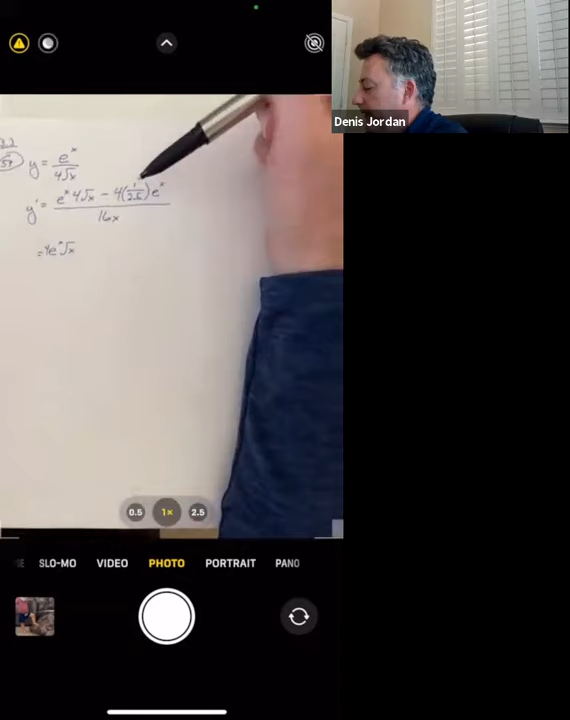 Denis Jordan
y = e^x / 4√x
y' = e^x 4√x - 4(1/2√x)e^x / 16x
= 4e^x√x
0.5 1× 2.5
SLO-MO VIDEO PHOTO PORTRAIT PANO